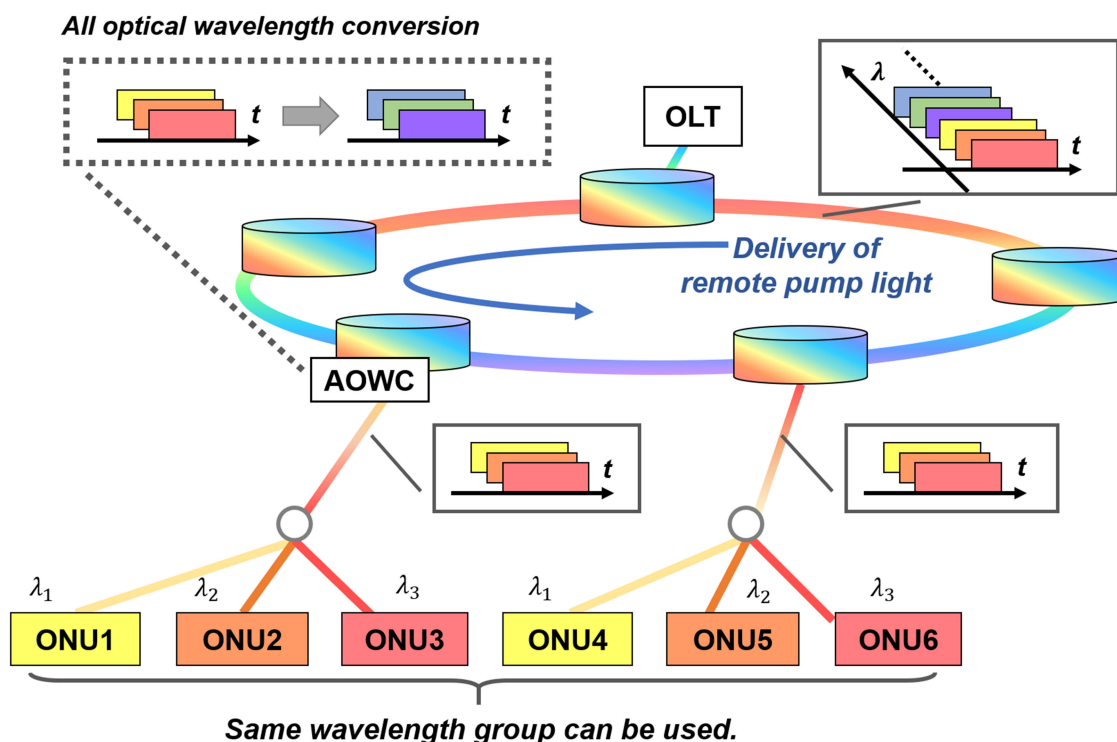 All optical wavelength conversion
t
t
OLT
λ
t
Delivery of
remote pump light
AOWC
t
t
λ1
λ2
λ3
λ1
λ2
λ3
ONU1
ONU2
ONU3
ONU4
ONU5
ONU6
Same wavelength group can be used.